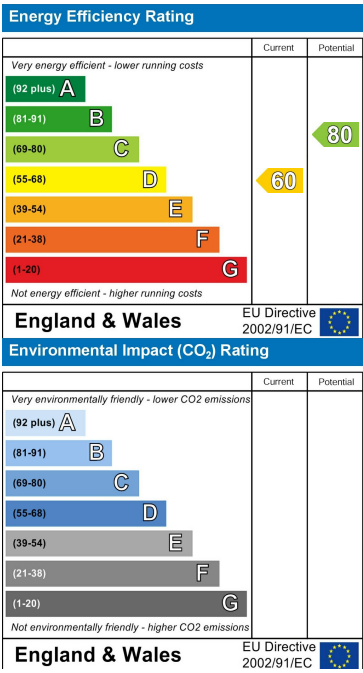 Energy Efficiency Rating
Current Potential
Very energy efficient - lower running costs
(92 plus) A
(81-91) B
(69-80) C
(55-68) D
(39-54) E
(21-38) F
(1-20) G
60
80
Not energy efficient - higher running costs
England & Wales
EU Directive
2002/91/EC
Environmental Impact (CO₂) Rating
Current Potential
Very environmentally friendly - lower CO2 emissions
(92 plus) A
(81-91) B
(69-80) C
(55-68) D
(39-54) E
(21-38) F
(1-20) G
Not environmentally friendly - higher CO2 emissions
England & Wales
EU Directive
2002/91/EC